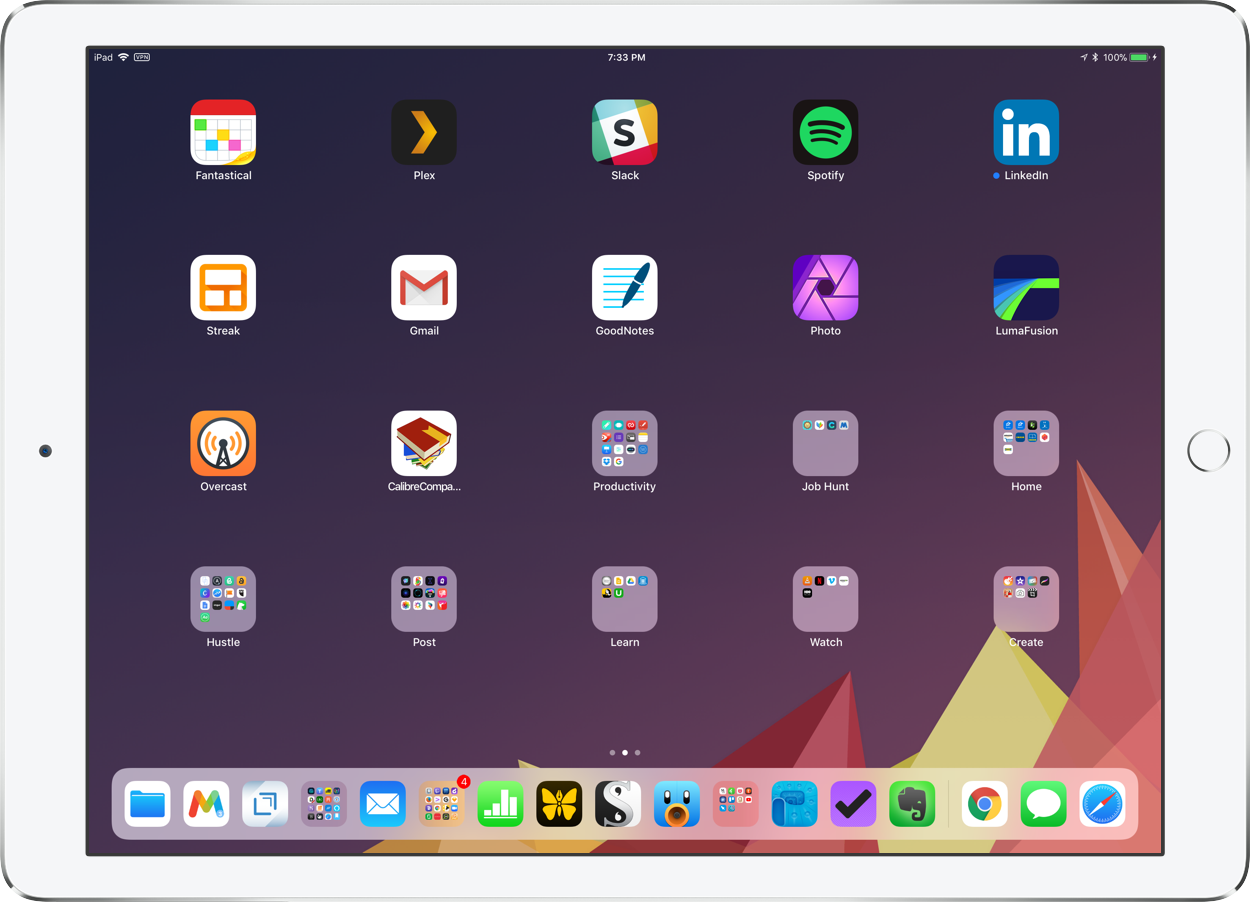 iPad VPN 7:33 PM 100%
Fantastical Plex Slack Spotify LinkedIn
Streak Gmail GoodNotes Photo LumaFusion
Overcast CalibreCompa... Productivity Job Hunt Home
Hustle Post Learn Watch Create
4